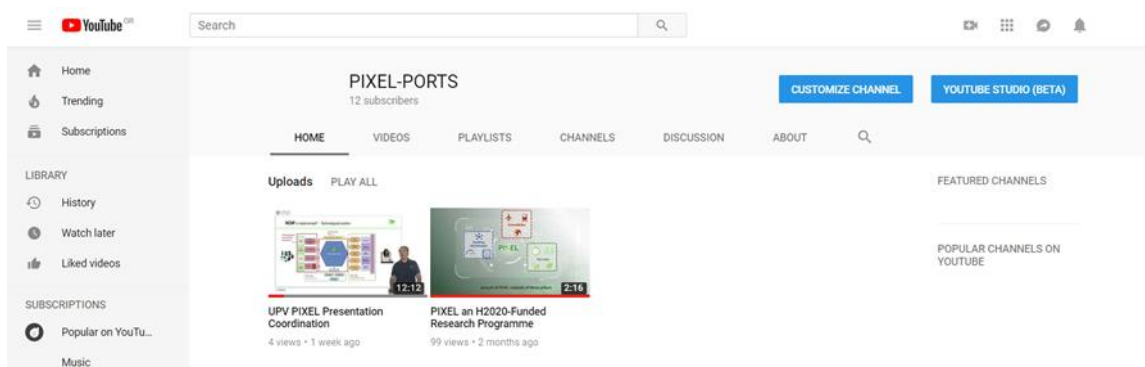 YouTube GR
Search
Home
Trending
Subscriptions
LIBRARY
History
Watch later
Liked videos
SUBSCRIPTIONS
Popular on YouTu...
Music
PIXEL-PORTS
12 subscribers
CUSTOMIZE CHANNEL
YOUTUBE STUDIO (BETA)
HOME VIDEOS PLAYLISTS CHANNELS DISCUSSION ABOUT
Uploads PLAY ALL
12:12
UPV PIXEL Presentation
Coordination
4 views • 1 week ago
2:16
PIXEL an H2020-Funded
Research Programme
99 views • 2 months ago
FEATURED CHANNELS
POPULAR CHANNELS ON
YOUTUBE